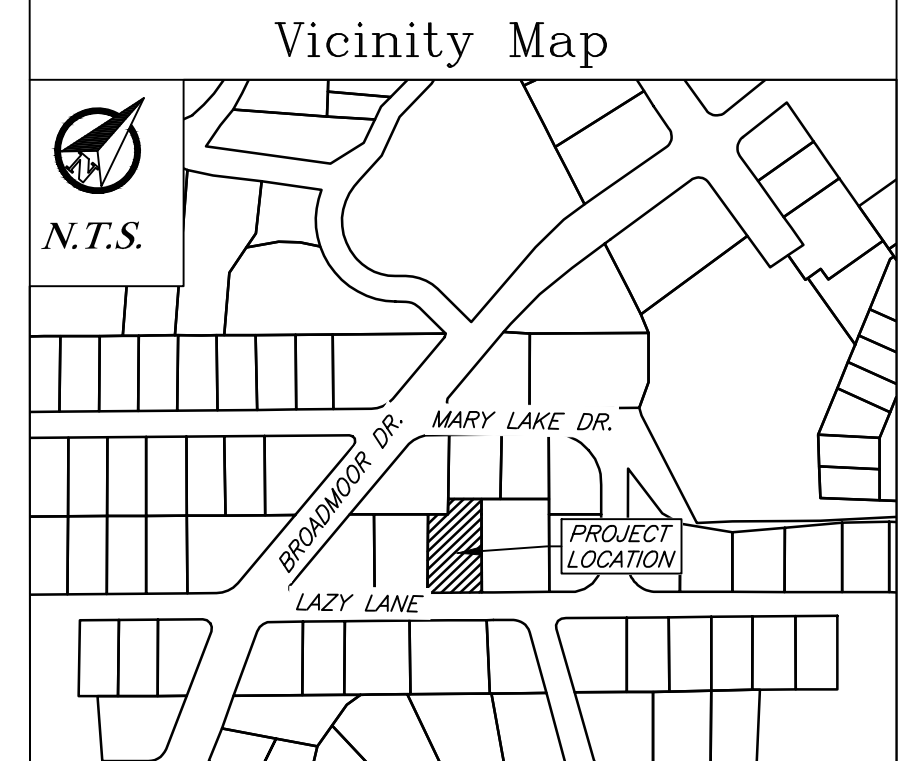 Vicinity Map
N
N.T.S.
MARY LAKE DR.
BROADMOOR DR.
PROJECT
LOCATION
LAZY LANE